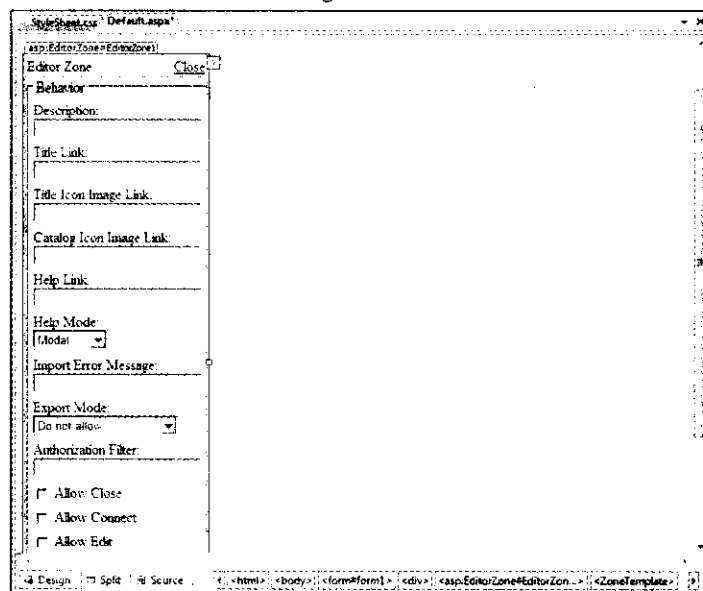 StyleSheet.css* Default.aspx*
asp:EditorZone#EditorZone1
Editor Zone Close
Behavior
Description:
Title Link:
Title Icon Image Link:
Catalog Icon Image Link:
Help Link:
Help Mode:
Modal
Import Error Message:
Export Mode:
Do not allow
Authorization Filter:
Allow Close
Allow Connect
Allow Edit
Design Split Source <html> <body> <form#form1> <div> <asp:EditorZone#EditorZon...> <ZoneTemplate>